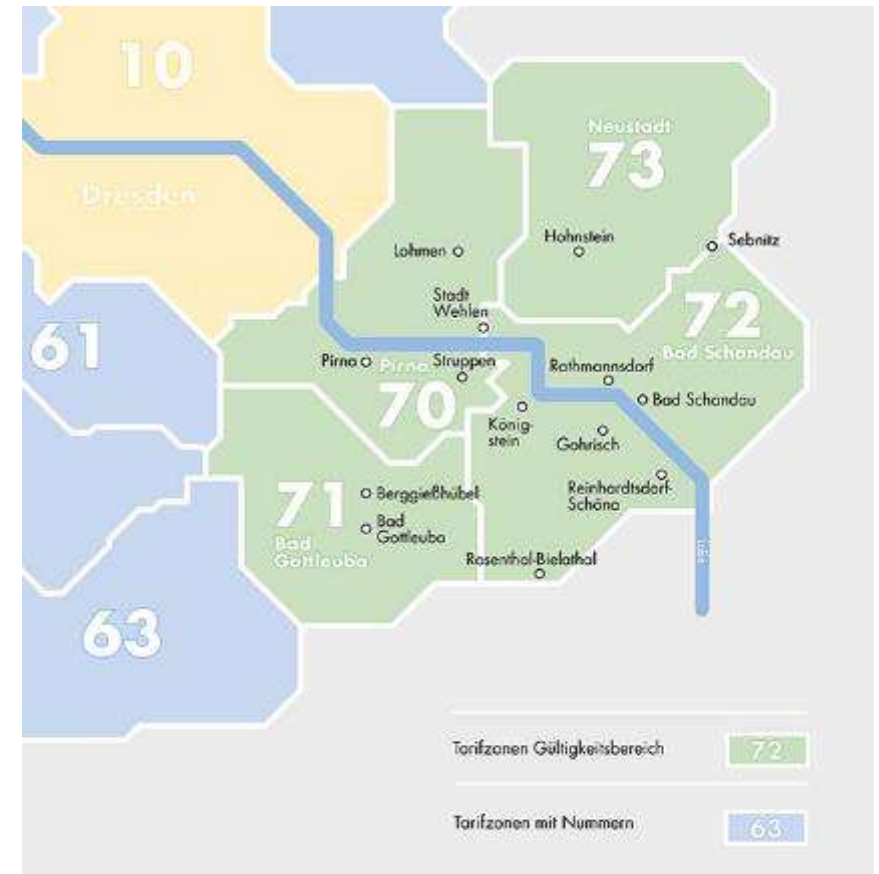 10
Dresden
Neustadt
73
Hohnstein
Sebnitz
Lohmen
Stadt
Wehlen
72
Bad Schandau
61
Pirna
Pirna
Struppen
70
Rathmannsdorf
Bad Schandau
König-
stein
Gohrisch
71
Bad
Gottleuba
Berggießhübel
Bad
Gottleuba
Reinhardtsdorf-
Schöna
Rosenthal-Bielathal
63
Tarifzonen Gültigkeitsbereich
72
Tarifzonen mit Nummern
63